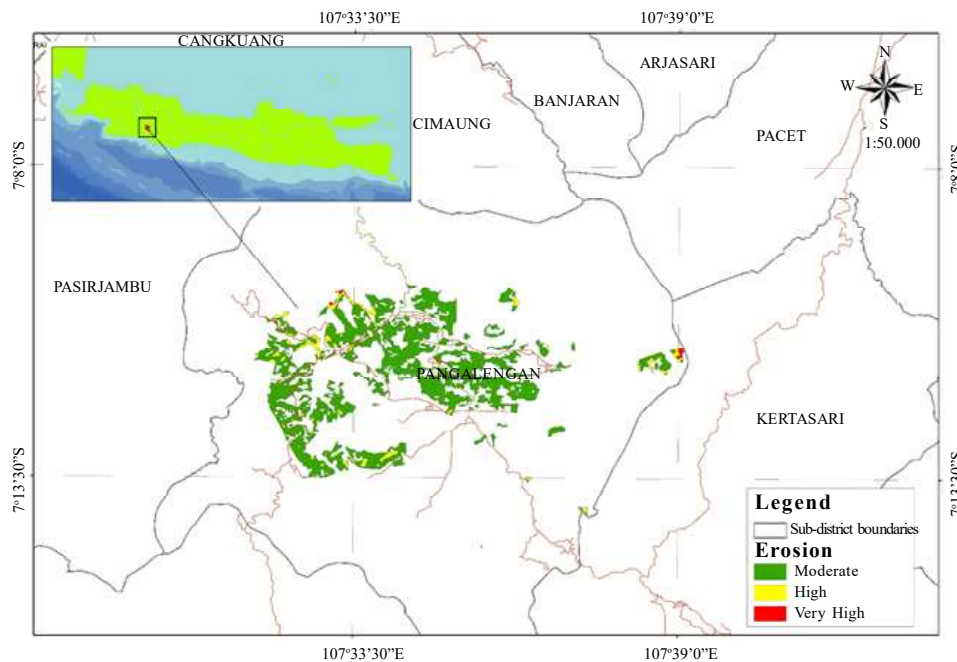 107°33'30”E 107°39'0”E
CANGKUANG
ARJASARI
N
BANJARAN
W E
CIMAUNG
PACET
S
1:50.000
7°8'0”S 7°8'0”S
PASIRJAMBU
PANGALENGAN
KERTASARI
7°13'30”S 7°13'30”S
Legend
Sub-district boundaries
Erosion
Moderate
High
Very High
107°33'30”E 107°39'0”E